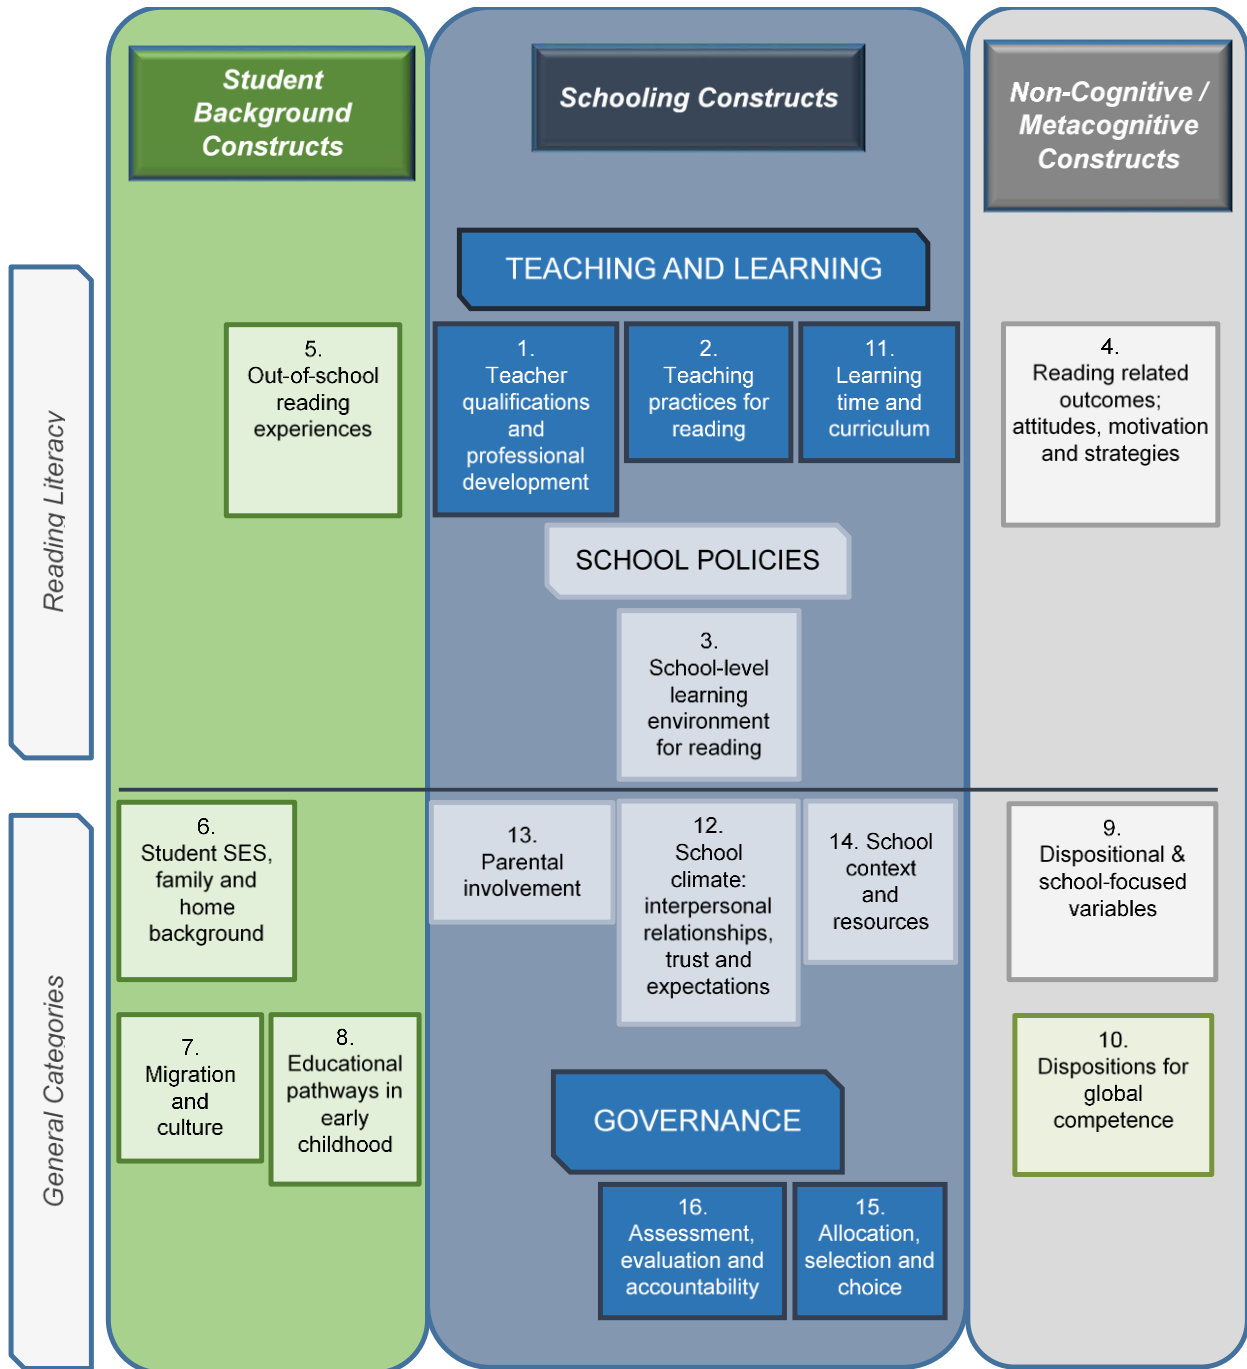 Student
Background
Constructs
Schooling Constructs
Non-Cognitive /
Metacognitive
Constructs
Reading Literacy
TEACHING AND LEARNING
5.
Out-of-school
reading
experiences
1.
Teacher
qualifications
and
professional
development
2.
Teaching
practices for
reading
11.
Learning
time and
curriculum
4.
Reading related
outcomes;
attitudes, motivation
and strategies
SCHOOL POLICIES
3.
School-level
learning
environment
for reading
General Categories
6.
Student SES,
family and
home
background
13.
Parental
involvement
12.
School
climate:
interpersonal
relationships,
trust and
expectations
14. School
context
and
resources
9.
Dispositional &
school-focused
variables
7.
Migration
and
culture
8.
Educational
pathways in
early
childhood
10.
Dispositions for
global
competence
GOVERNANCE
16.
Assessment,
evaluation and
accountability
15.
Allocation,
selection and
choice